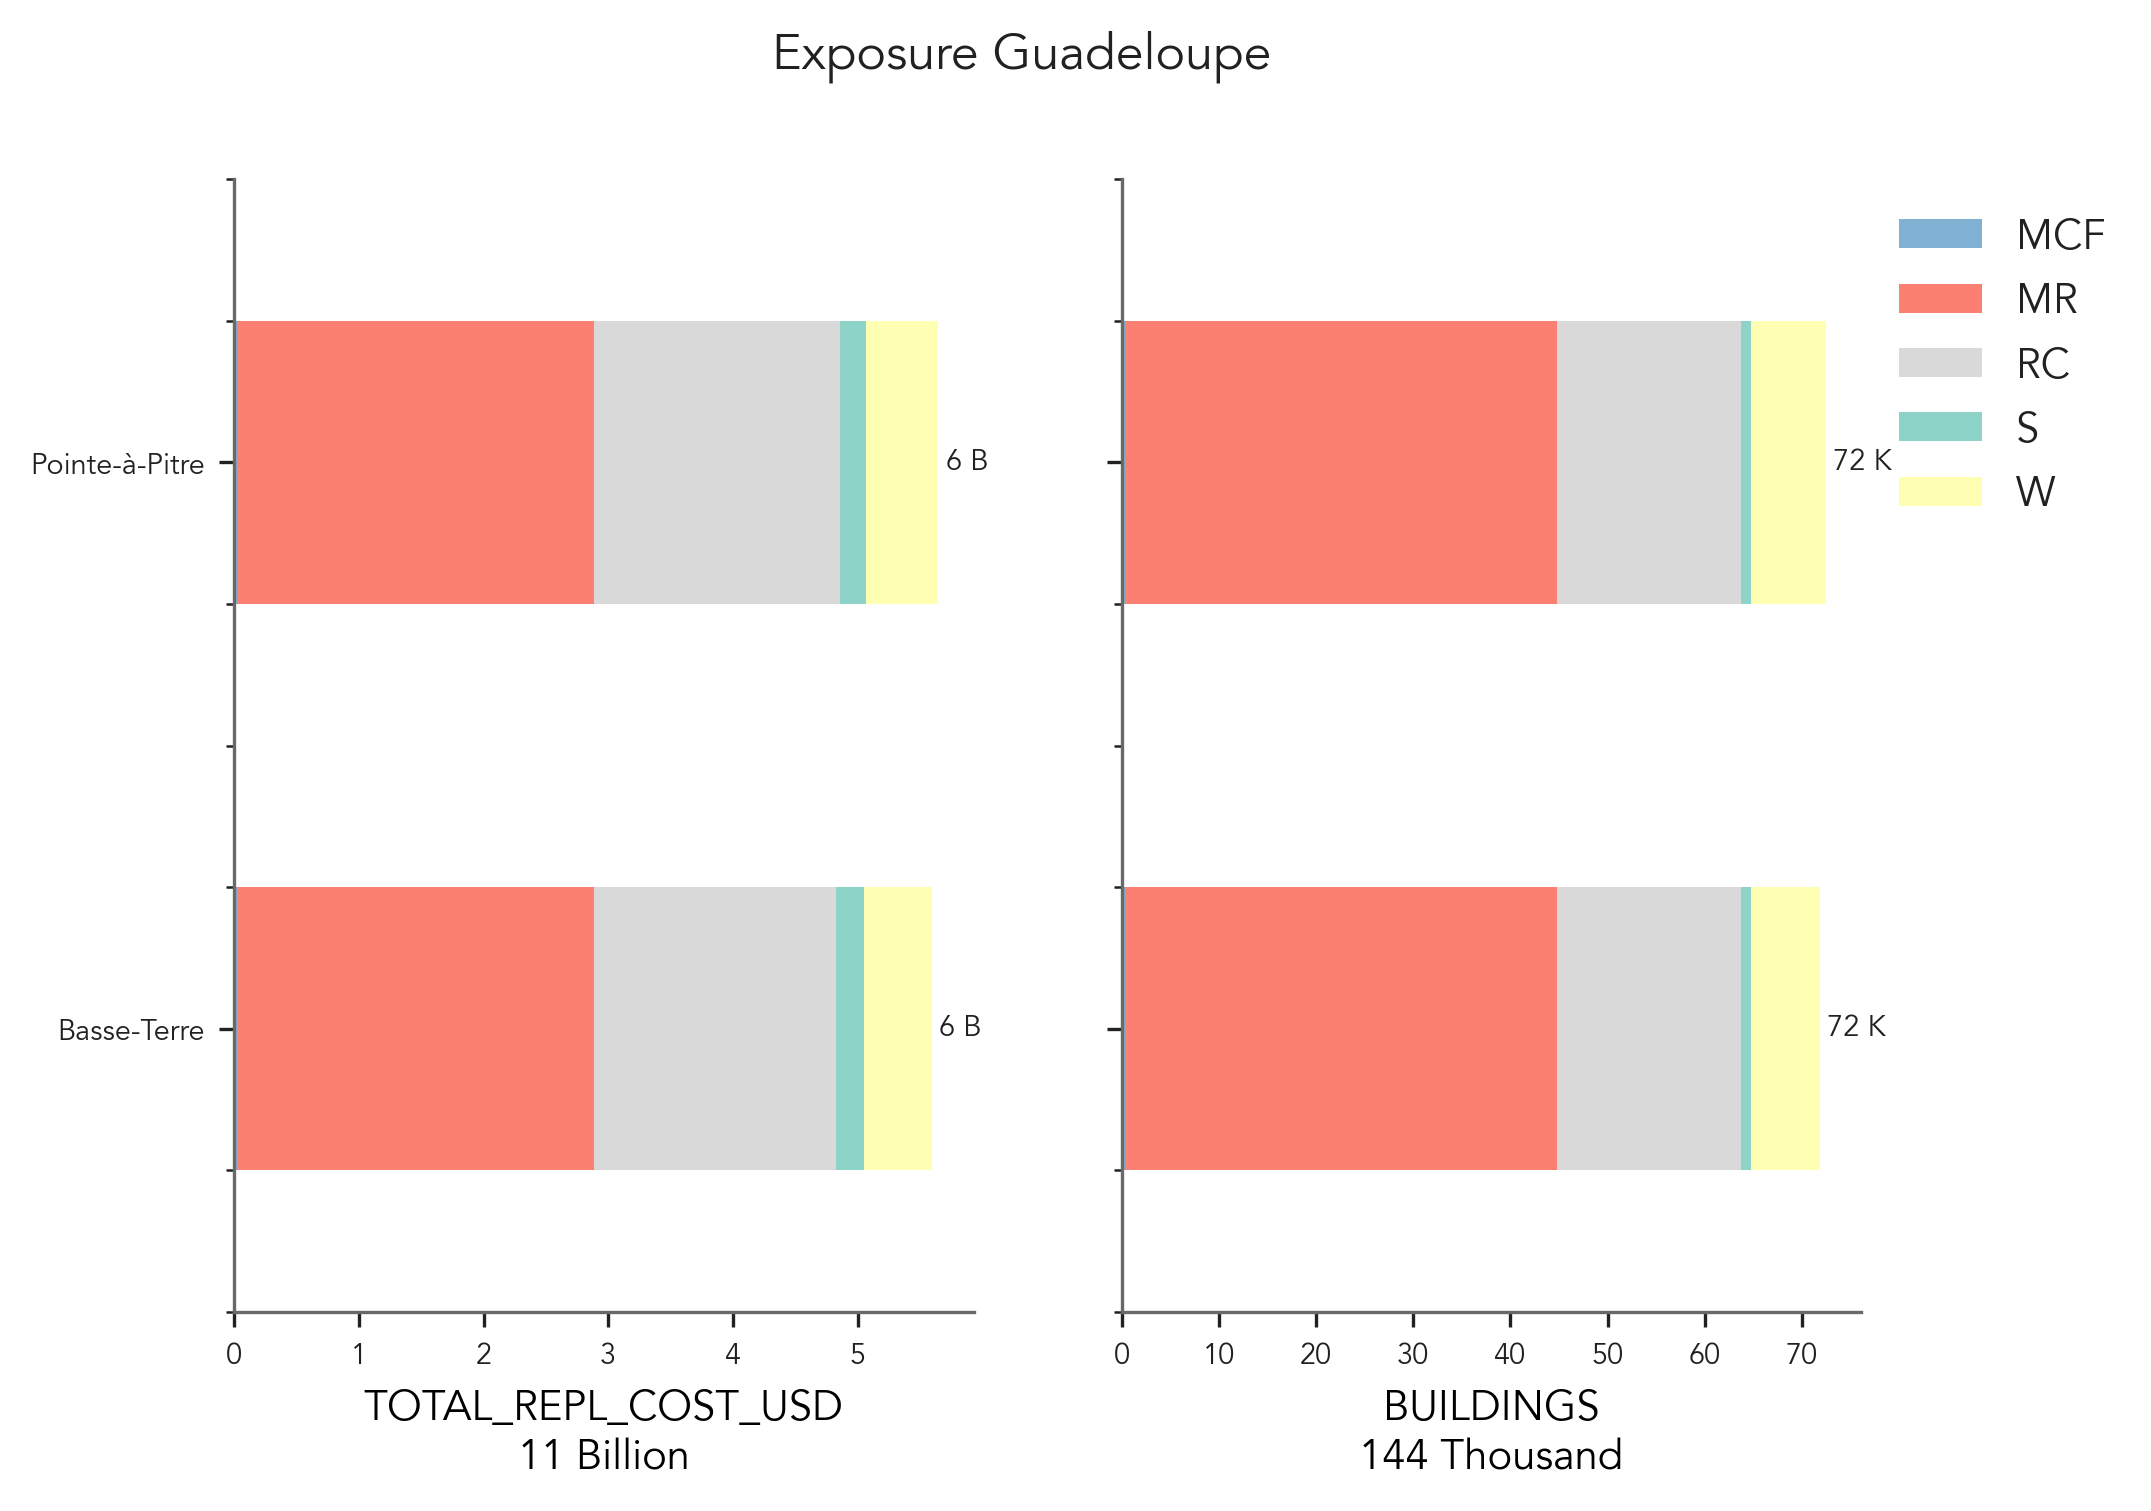 Exposure Guadeloupe
MCF
MR
RC
S
W
Pointe-à-Pitre
6 B
72 K
Basse-Terre
6 B
72 K
0 1 2 3 4 5
0 10 20 30 40 50 60 70
TOTAL_REPL_COST_USD
11 Billion
BUILDINGS
144 Thousand